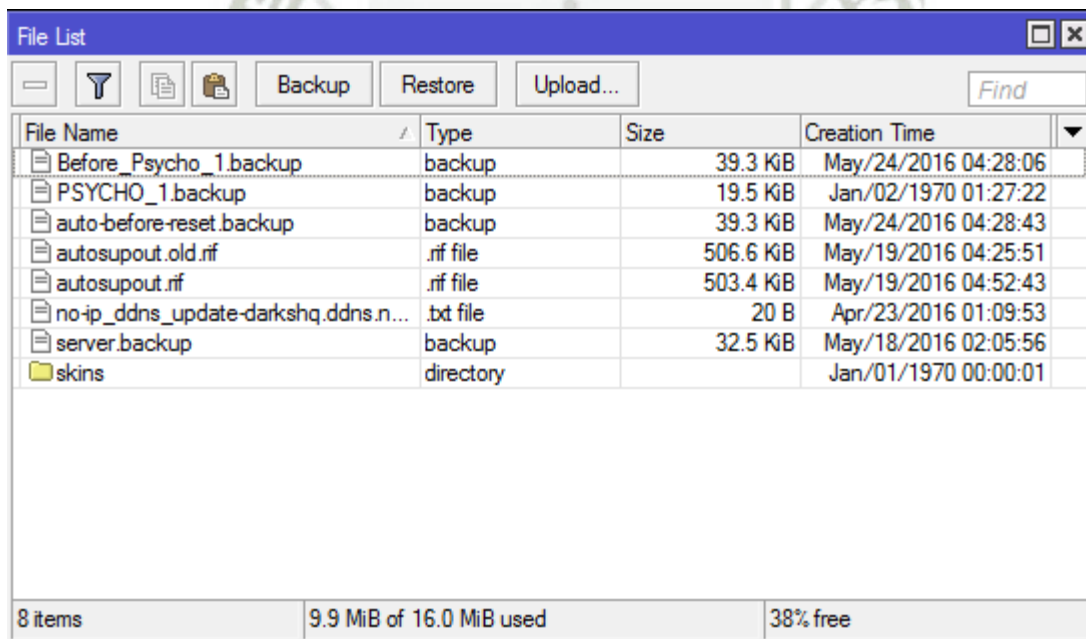 File List
Backup Restore Upload... Find
File Name Type Size Creation Time
Before_Psycho_1.backup backup 39.3 KiB May/24/2016 04:28:06
PSYCHO_1.backup backup 19.5 KiB Jan/02/1970 01:27:22
auto-before-reset.backup backup 39.3 KiB May/24/2016 04:28:43
autosupout.old.rif .rif file 506.6 KiB May/19/2016 04:25:51
autosupout.rif .rif file 503.4 KiB May/19/2016 04:52:43
no-ip_ddns_update-darkshq.ddns.n... .txt file 20 B Apr/23/2016 01:09:53
server.backup backup 32.5 KiB May/18/2016 02:05:56
skins directory Jan/01/1970 00:00:01
8 items 9.9 MiB of 16.0 MiB used 38% free